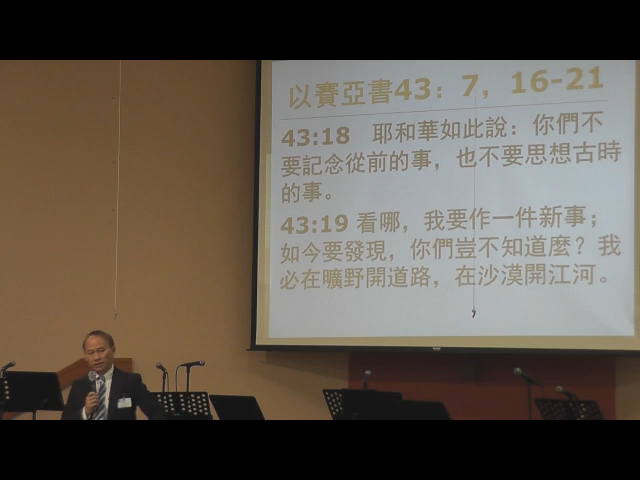 以賽亞書43：7，16-21
43:18 耶和華如此說：你們不
要記念從前的事，也不要思想古時
的事。
43:19 看哪，我要作一件新事；
如今要發現，你們豈不知道麼？我
必在曠野開道路，在沙漠開江河。